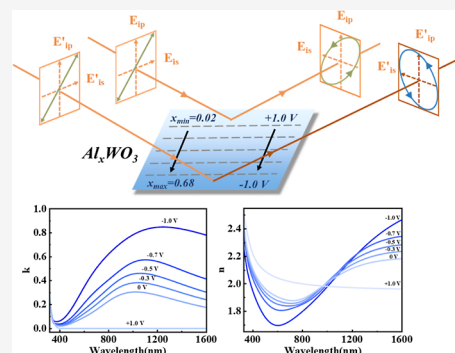 E'ip
E'is
E'ip
E'is
Eip
Eis
Eip
Eis
xmin=0.02
+1.0 V
AlxWO3
xmax=0.68
-1.0 V
1.0
0.8
0.6
0.4
0.2
0.0
k
-1.0 V
-0.7 V
-0.5 V
-0.3 V
0 V
+1.0 V
400
800
1200
1600
Wavelength(nm)
2.4
2.2
2.0
1.8
n
-1.0 V
-0.7 V
-0.5 V
-0.3 V
0 V
+1.0 V
400
800
1200
1600
Wavelength(nm)